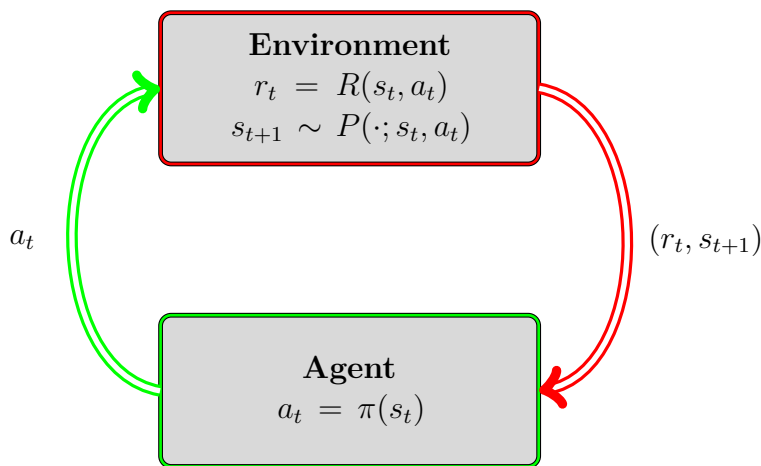 Environment
r_t = R(s_t, a_t)
s_{t+1} ∼ P(·; s_t, a_t)
a_t
(r_t, s_{t+1})
Agent
a_t = π(s_t)